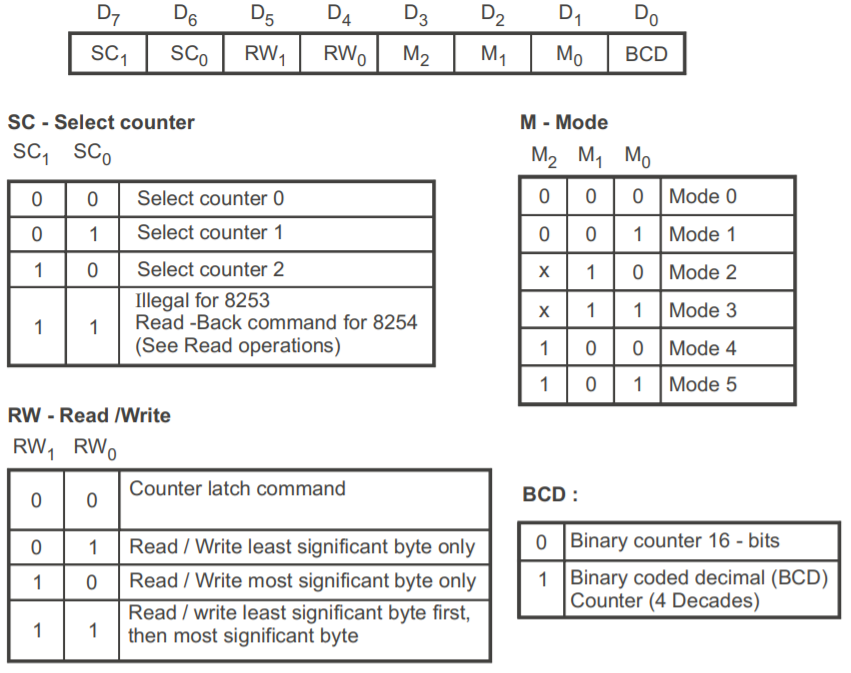 D7 D6 D5 D4 D3 D2 D1 D0
SC1 SC0 RW1 RW0 M2 M1 M0 BCD
SC - Select counter
SC1 SC0
0 0 Select counter 0
0 1 Select counter 1
1 0 Select counter 2
1 1 Illegal for 8253
Read -Back command for 8254
(See Read operations)
M - Mode
M2 M1 M0
0 0 0 Mode 0
0 0 1 Mode 1
x 1 0 Mode 2
x 1 1 Mode 3
1 0 0 Mode 4
1 0 1 Mode 5
RW - Read /Write
RW1 RW0
0 0 Counter latch command
0 1 Read / Write least significant byte only
1 0 Read / Write most significant byte only
1 1 Read / write least significant byte first,
then most significant byte
BCD :
0 Binary counter 16 - bits
1 Binary coded decimal (BCD)
Counter (4 Decades)